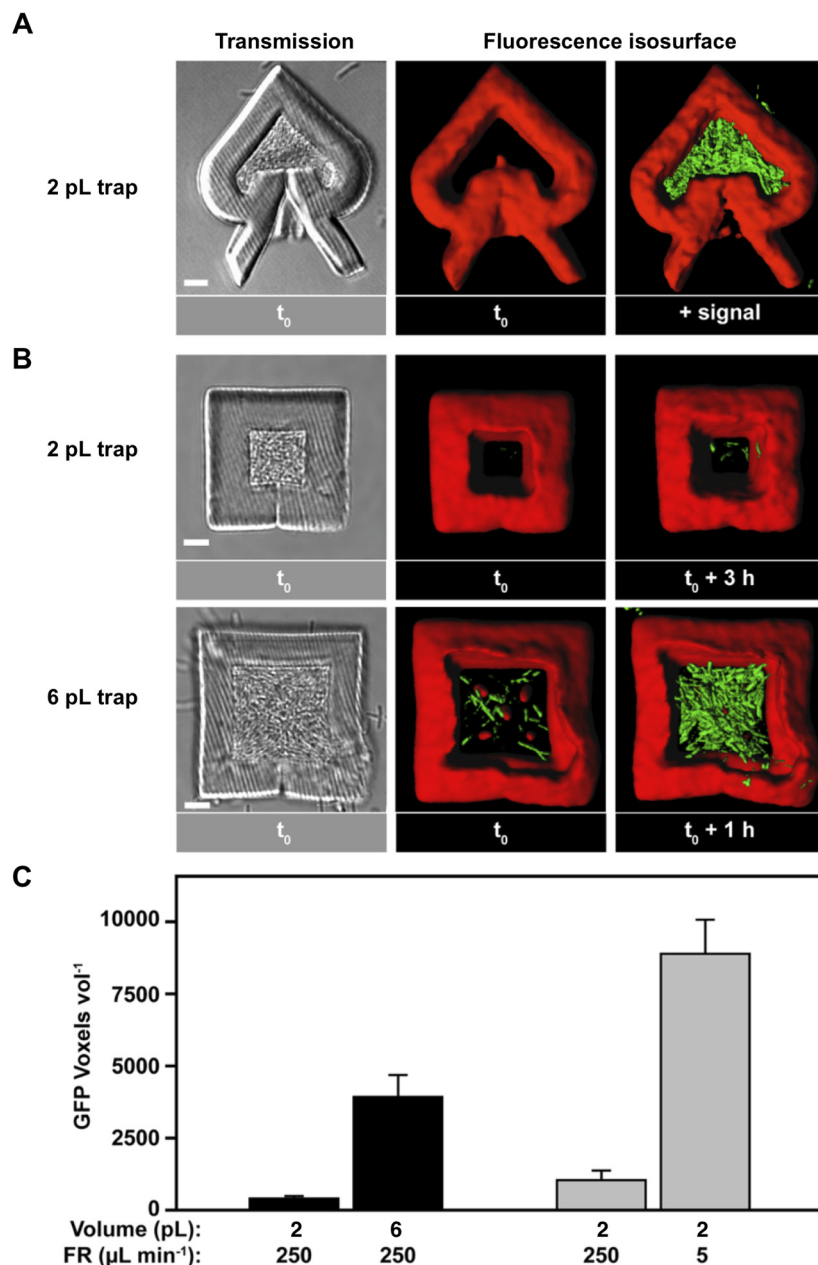 A
Transmission Fluorescence isosurface
2 pL trap
t₀ t₀ + signal
B
2 pL trap
t₀ t₀ t₀ + 3 h
6 pL trap
t₀ t₀ t₀ + 1 h
C
10000
7500
5000
2500
0
GFP Voxels vol⁻¹
Volume (pL): 2 6 2 2
FR (µL min⁻¹): 250 250 250 5